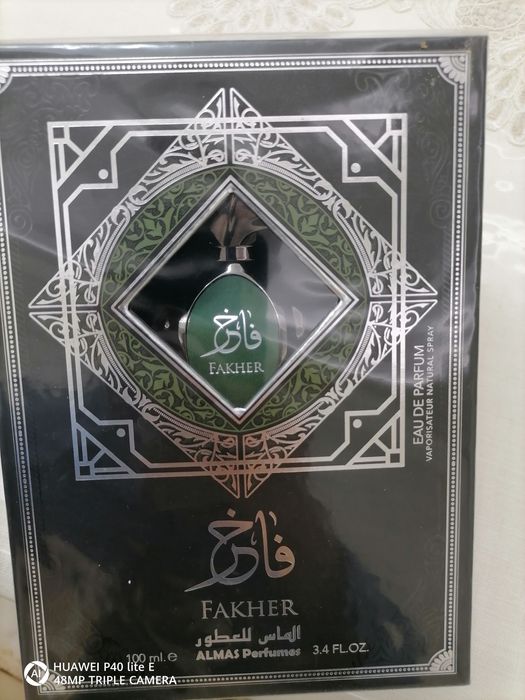 فاخر
FAKHER
EAU DE PARFUM
VAPORISATEUR NATURAL SPRAY
فاخر
FAKHER
الماس للعطور
100 ml.e ALMAS Perfumes 3.4 FL.OZ.
HUAWEI P40 lite E
48MP TRIPLE CAMERA
AI